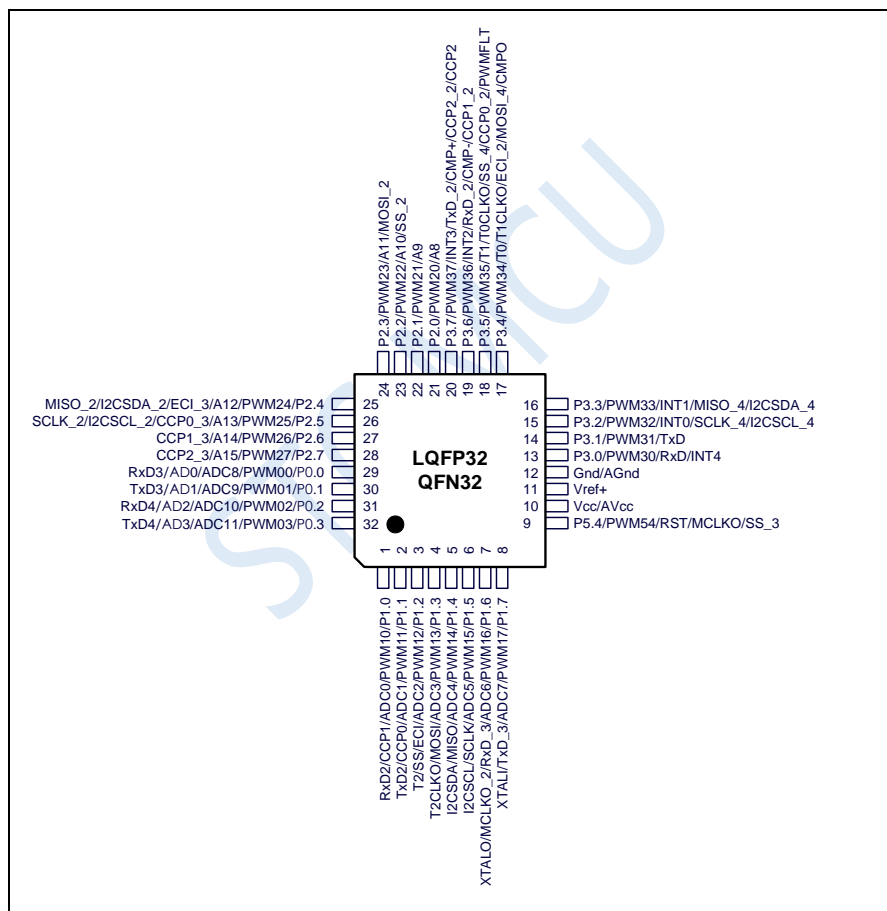 P2.3/PWM23/A11/MOSI_2
P2.2/PWM22/A10/SS_2
P2.1/PWM21/A9
P2.0/PWM20/A8
P3.7/PWM37/INT3/TxD_2/CMP+/CCP2_2/CCP2
P3.6/PWM36/INT2/RxD_2/CMP-/CCP1_2
P3.5/PWM35/T1/T0CLKO/SS_4/CCP0_2/PWMFLT
P3.4/PWM34/T0/T1CLKO/ECI_2/MOSI_4/CMPO
24 23 22 21 20 19 18 17
MISO_2/I2CSDA_2/ECI_3/A12/PWM24/P2.4 25
SCLK_2/I2CSCL_2/CCP0_3/A13/PWM25/P2.5 26
CCP1_3/A14/PWM26/P2.6 27
CCP2_3/A15/PWM27/P2.7 28
RxD3/AD0/ADC8/PWM00/P0.0 29
TxD3/AD1/ADC9/PWM01/P0.1 30
RxD4/AD2/ADC10/PWM02/P0.2 31
TxD4/AD3/ADC11/PWM03/P0.3 32
LQFP32
QFN32
16 P3.3/PWM33/INT1/MISO_4/I2CSDA_4
15 P3.2/PWM32/INT0/SCLK_4/I2CSCL_4
14 P3.1/PWM31/TxD
13 P3.0/PWM30/RxD/INT4
12 Gnd/AGnd
11 Vref+
10 Vcc/AVcc
9 P5.4/PWM54/RST/MCLKO/SS_3
1 2 3 4 5 6 7 8
RxD2/CCP1/ADC0/PWM10/P1.0
TxD2/CCP0/ADC1/PWM11/P1.1
T2/SS/ECI/ADC2/PWM12/P1.2
T2CLKO/MOSI/ADC3/PWM13/P1.3
I2CSDA/MISO/ADC4/PWM14/P1.4
I2CSCL/SCLK/ADC5/PWM15/P1.5
XTALO/MCLKO_2/RxD_3/ADC6/PWM16/P1.6
XTALI/TxD_3/ADC7/PWM17/P1.7
STCMCU